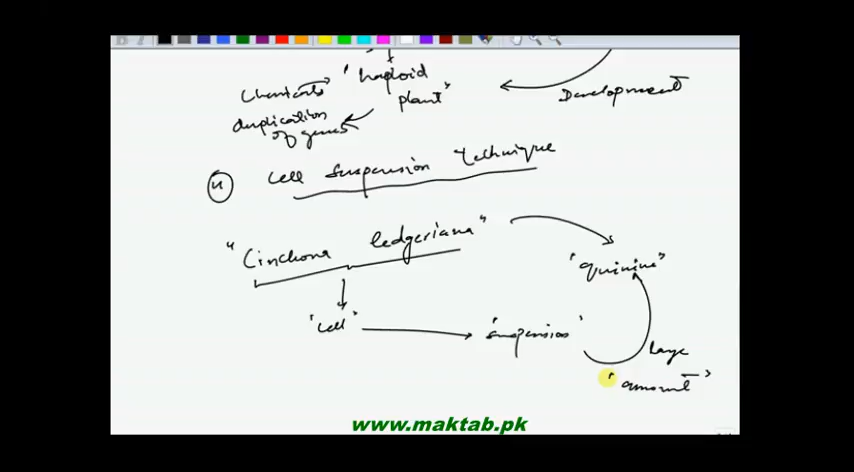 "haploid
plant"
Development
Chemicals
duplication
of genes
④ Cell Suspension Technique
"Cinchona ledgeriana"
'quinine'
'cell'
'suspension'
large
'amount'
www.maktab.pk